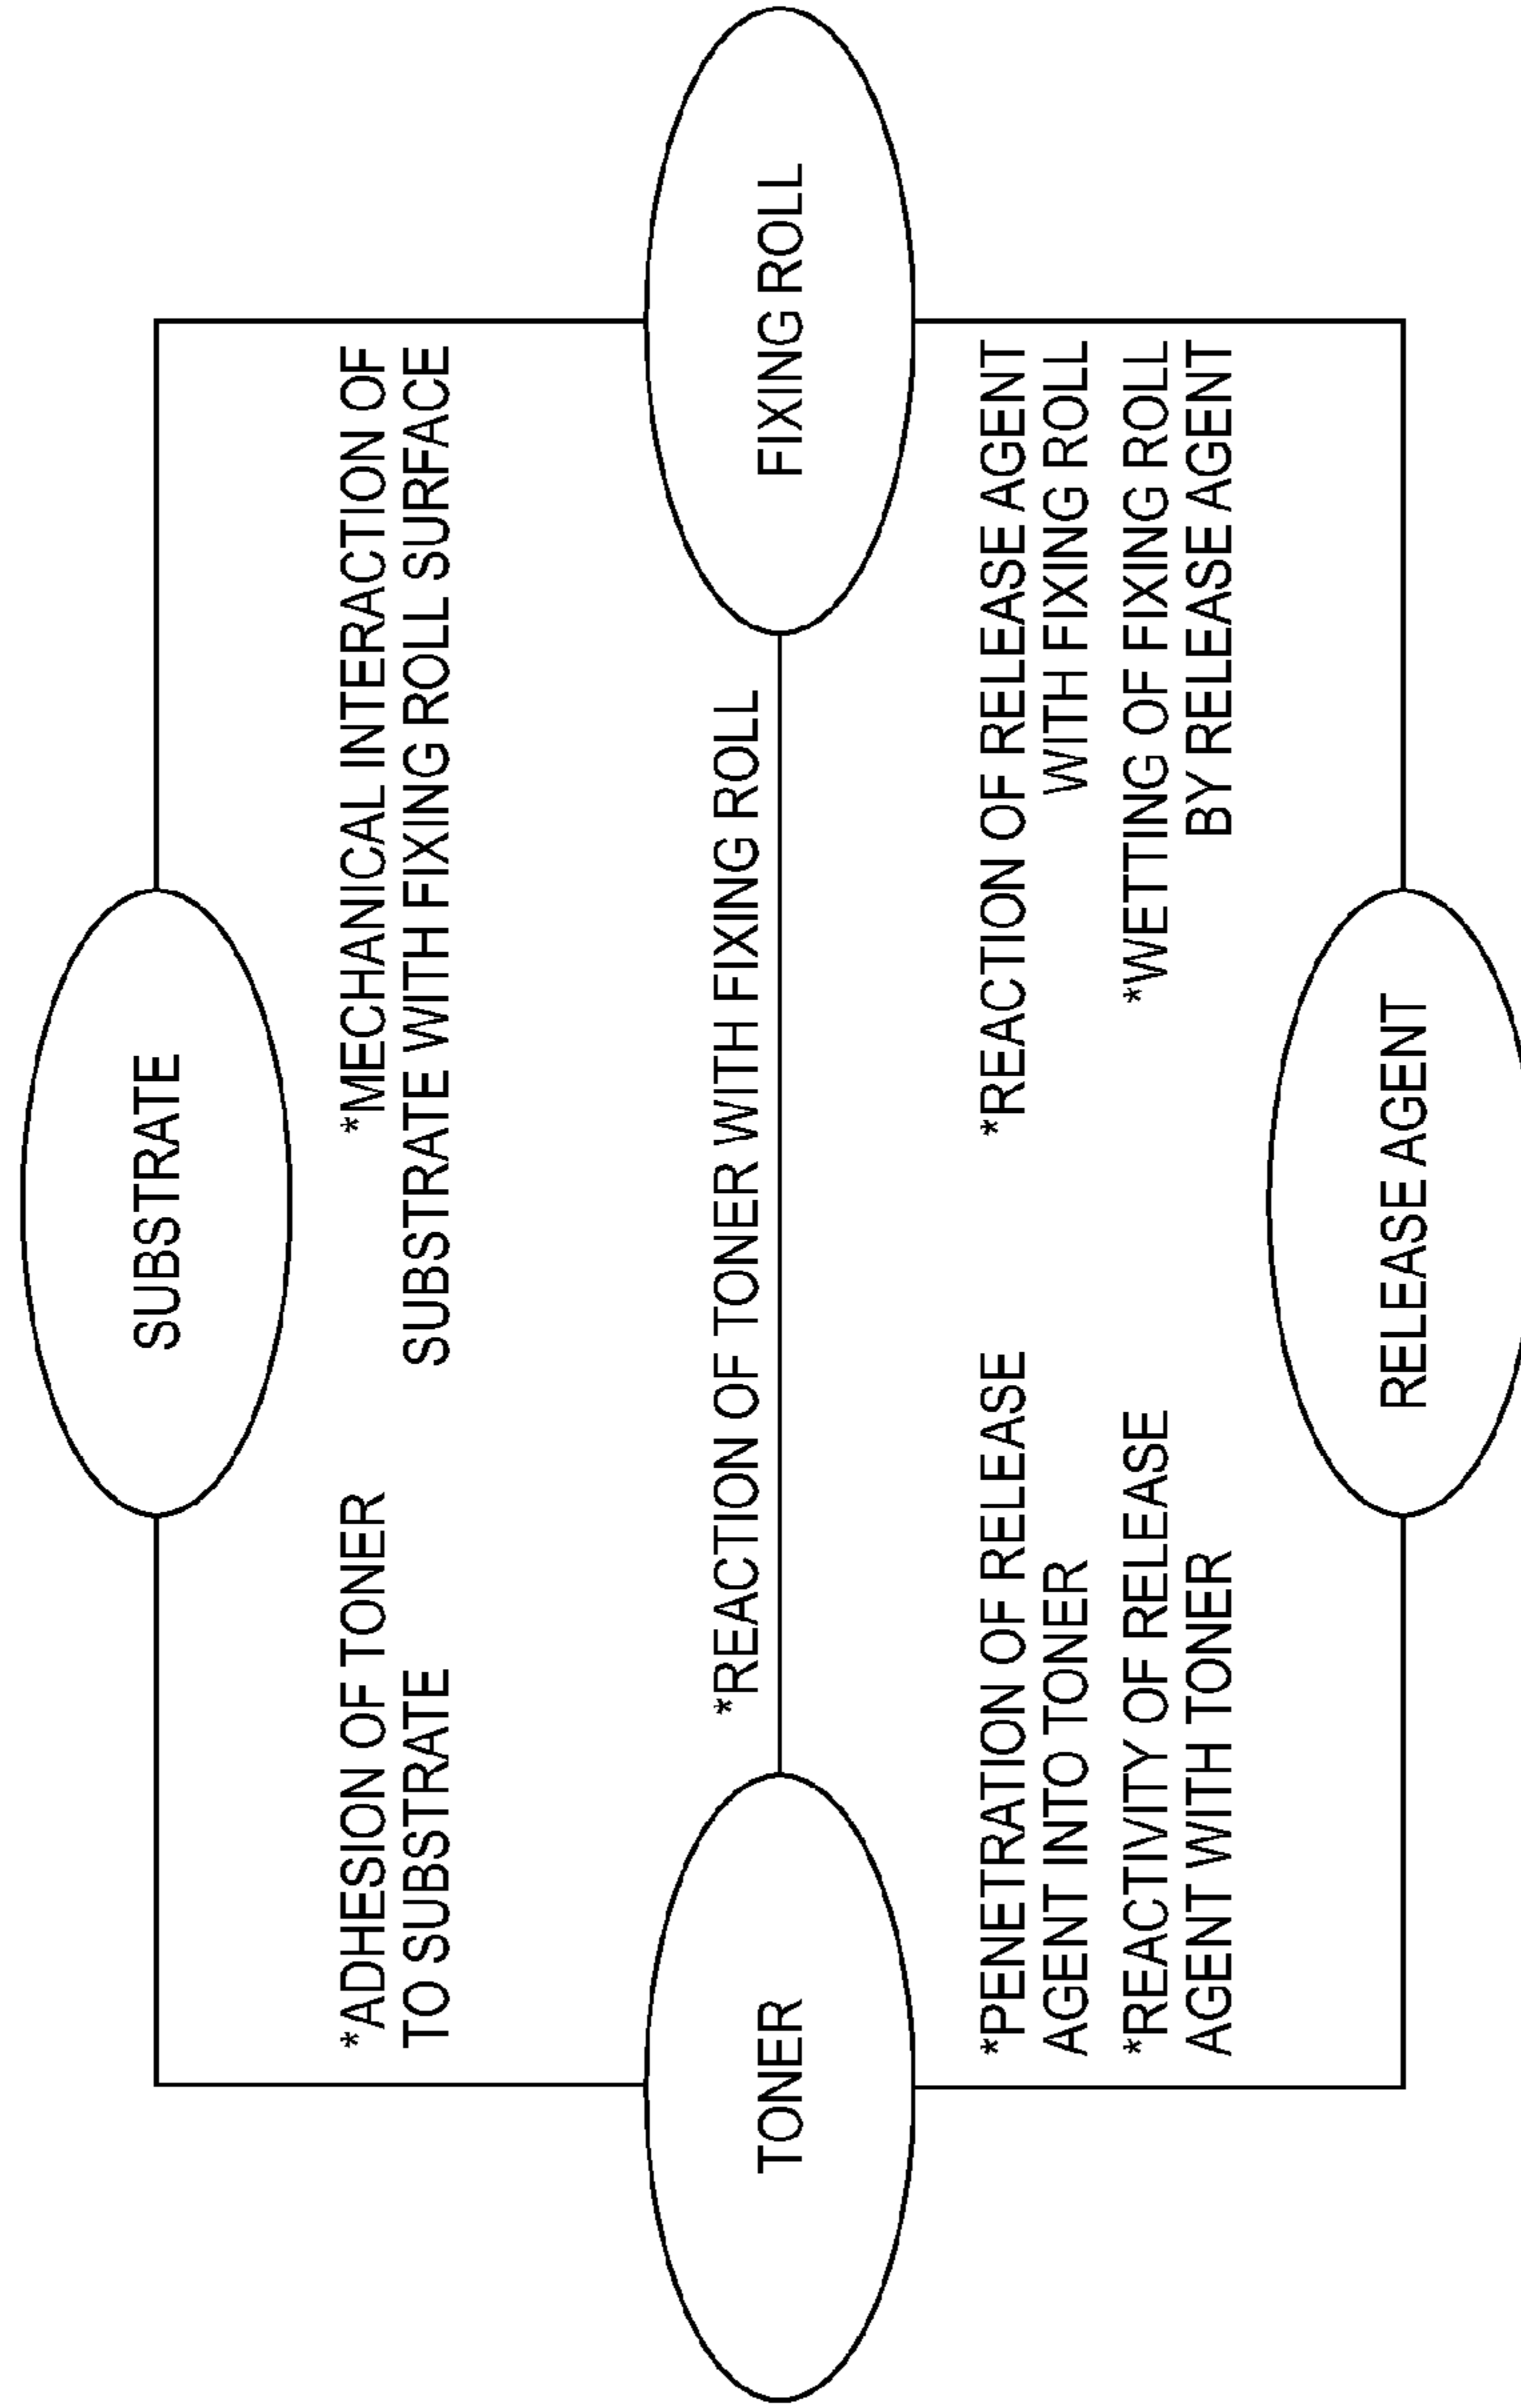 SUBSTRATE
*ADHESION OF TONER
TO SUBSTRATE
*MECHANICAL INTERACTION OF
SUBSTRATE WITH FIXING ROLL SURFACE
*REACTION OF TONER WITH FIXING ROLL
TONER
FIXING ROLL
*PENETRATION OF RELEASE
AGENT INTO TONER
*REACTIVITY OF RELEASE
AGENT WITH TONER
*REACTION OF RELEASE AGENT
WITH FIXING ROLL
*WETTING OF FIXING ROLL
BY RELEASE AGENT
RELEASE AGENT